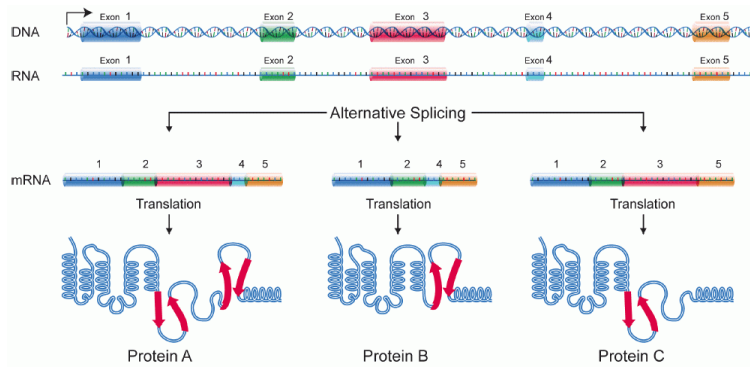 Exon 1 Exon 2 Exon 3 Exon 4 Exon 5
DNA
Exon 1 Exon 2 Exon 3 Exon 4 Exon 5
RNA
Alternative Splicing
1 2 3 4 5 1 2 4 5 1 2 3 5
mRNA
Translation Translation Translation
Protein A Protein B Protein C